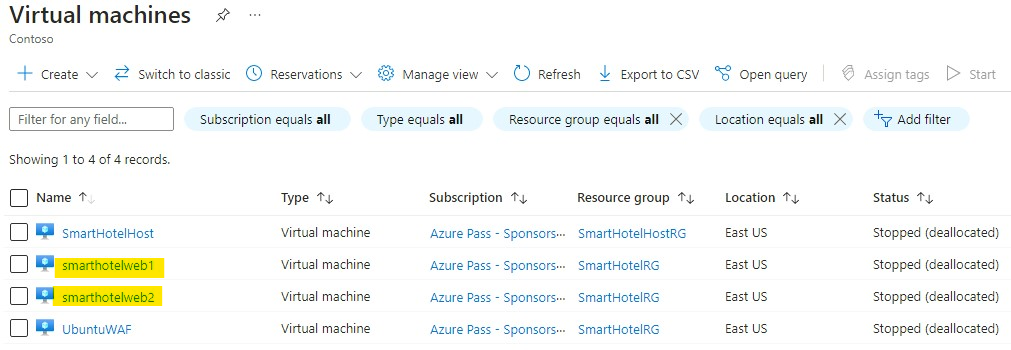 Virtual machines
Contoso
Create Switch to classic Reservations Manage view Refresh Export to CSV Open query Assign tags Start
Filter for any field... Subscription equals all Type equals all Resource group equals all Location equals all Add filter
Showing 1 to 4 of 4 records.
Name Type Subscription Resource group Location Status
SmartHotelHost Virtual machine Azure Pass - Sponsors··· SmartHotelHostRG East US Stopped (deallocated)
smarthotelweb1 Virtual machine Azure Pass - Sponsors··· SmartHotelRG East US Stopped (deallocated)
smarthotelweb2 Virtual machine Azure Pass - Sponsors··· SmartHotelRG East US Stopped (deallocated)
UbuntuWAF Virtual machine Azure Pass - Sponsors··· SmartHotelRG East US Stopped (deallocated)